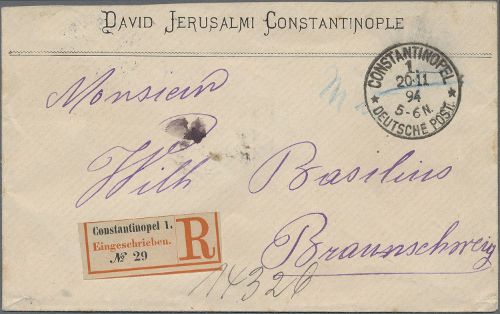 DAVID JERUSALMI CONSTANTINOPLE
CONSTANTINOPEL
1.
20 11
94
5-6 N.
* DEUTSCHE POST. *
Monsieur
Wilh Basilius
Constantinopel 1.
Eingeschrieben.
№ 29
R
Braunschweig
14326